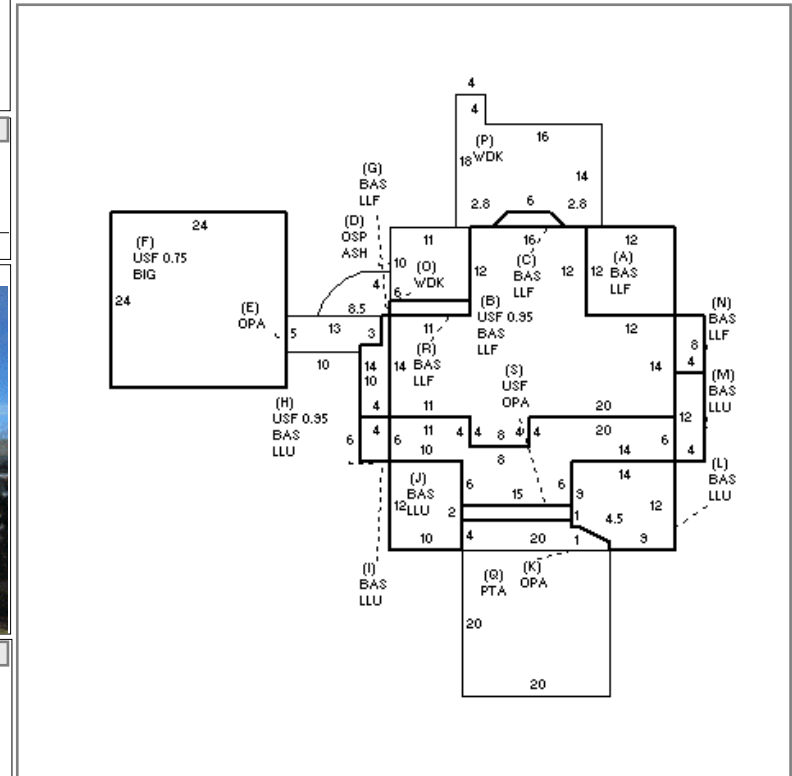 4
4
16
(P)
WDK
18
14
2.8
6
2.8
(G)
BAS
LLF
(D)
OSP
ASH
24
(F)
USF 0.75
BIG
24
11
10
(O)
WDK
4
6
8.5
16
12
(C)
BAS
LLF
12
12
12
(A)
BAS
LLF
(E)
OPA
5
13
3
10
(B)
USF 0.95
BAS
LLF
11
(R)
BAS
LLF
12
14
(N)
BAS
LLF
8
4
14
10
14
(S)
USF
OPA
(M)
BAS
LLU
12
4
(H)
USF 0.95
BAS
LLU
4
11
20
4
6
6
11
10
4
4
8
4
4
8
20
14
6
(J)
BAS
LLU
12
10
6
15
6
2
9
14
12
1
4.5
9
(L)
BAS
LLU
4
20
1
(I)
BAS
LLU
(Q)
PTA
(K)
OPA
20
20